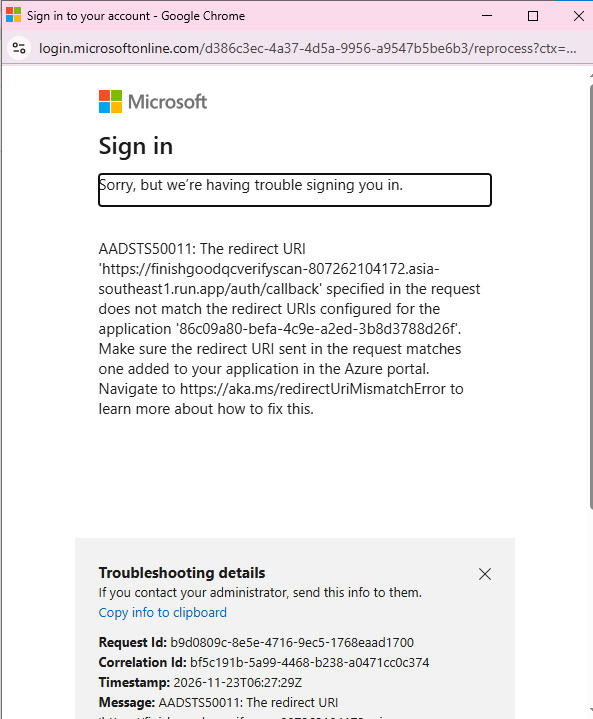 Sign in to your account - Google Chrome
login.microsoftonline.com/d386c3ec-4a37-4d5a-9956-a9547b5be6b3/reprocess?ctx=...
Microsoft
Sign in
Sorry, but we're having trouble signing you in.
AADSTS50011: The redirect URI
'https://finishgoodqcverifyscan-807262104172.asia-
southeast1.run.app/auth/callback' specified in the request
does not match the redirect URIs configured for the
application '86c09a80-befa-4c9e-a2ed-3b8d3788d26f'.
Make sure the redirect URI sent in the request matches
one added to your application in the Azure portal.
Navigate to https://aka.ms/redirectUriMismatchError to
learn more about how to fix this.
Troubleshooting details
If you contact your administrator, send this info to them.
Copy info to clipboard
Request Id: b9d0809c-8e5e-4716-9ec5-1768eaad1700
Correlation Id: bf5c191b-5a99-4468-b238-a0471cc0c374
Timestamp: 2026-11-23T06:27:29Z
Message: AADSTS50011: The redirect URI